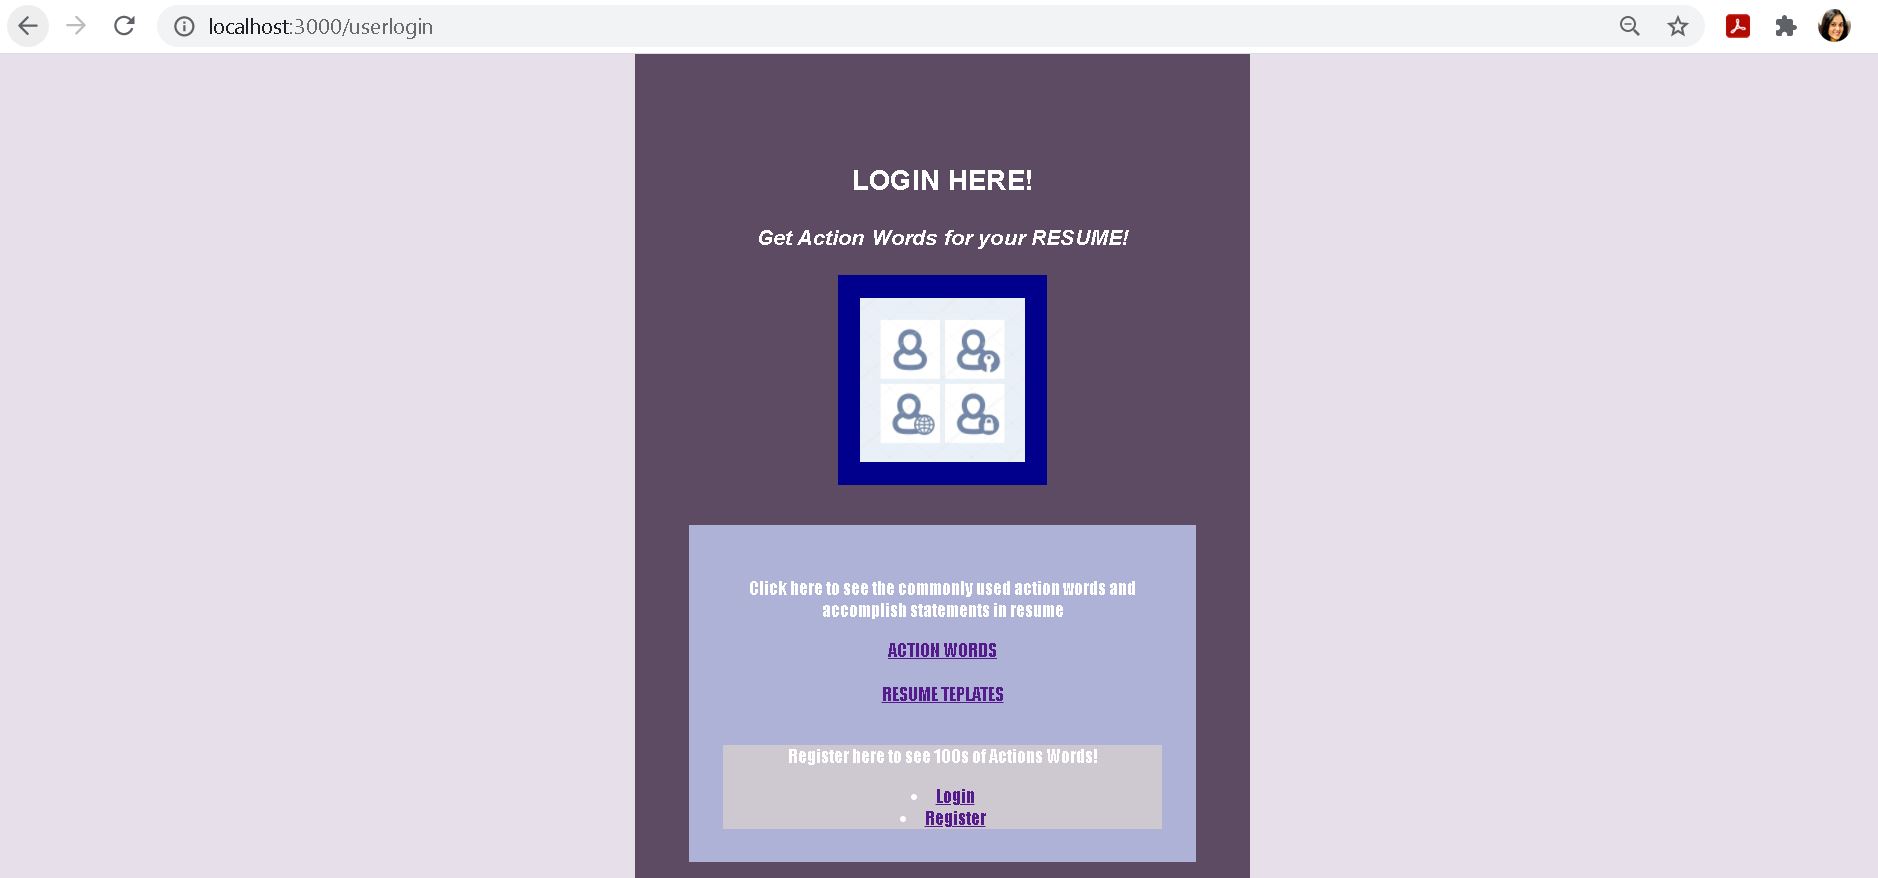 localhost:3000/userlogin
LOGIN HERE!
Get Action Words for your RESUME!
Click here to see the commonly used action words and
accomplish statements in resume
ACTION WORDS
RESUME TEPLATES
Register here to see 100s of Actions Words!
Login
Register